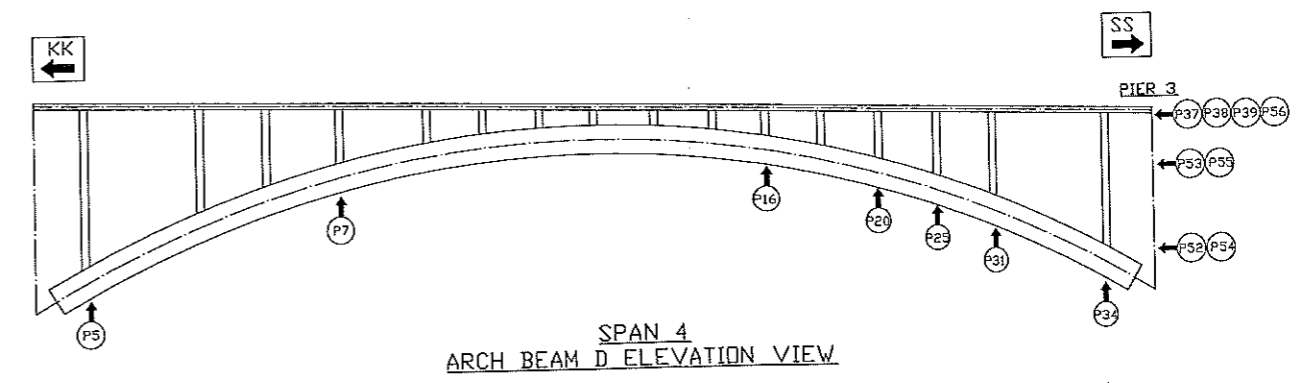 KK
SS
PIER 3
P37 P38 P39 P56
P53 P55
P16
P7
P20
P25
P52 P54
P31
P34
P5
SPAN 4
ARCH BEAM D ELEVATION VIEW